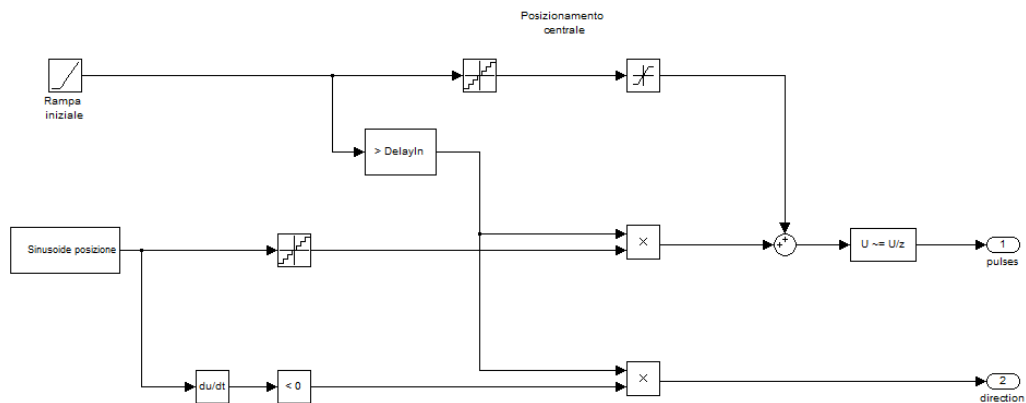 Posizionamento
centrale
Rampa
iniziale
> DelayIn
Sinusoide posizione
×
U ~= U/z
1
pulses
du/dt
< 0
×
2
direction